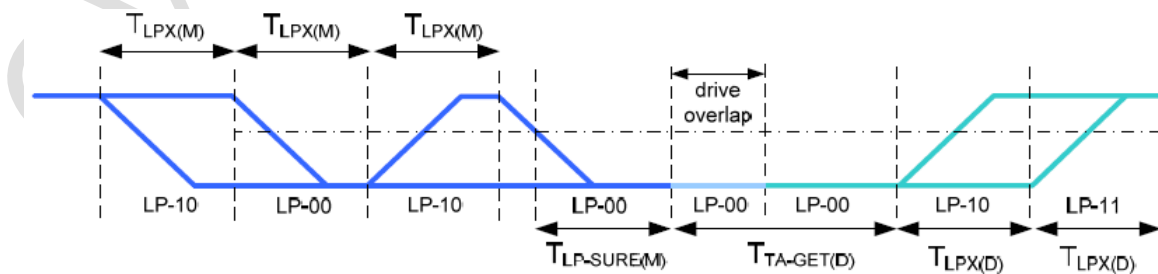 TLPX(M) TLPX(M) TLPX(M)
drive
overlap
LP-10 LP-00 LP-10 LP-00 LP-00 LP-00 LP-10 LP-11
TLP-SURE(M) TTA-GET(D) TLPX(D) TLPX(D)